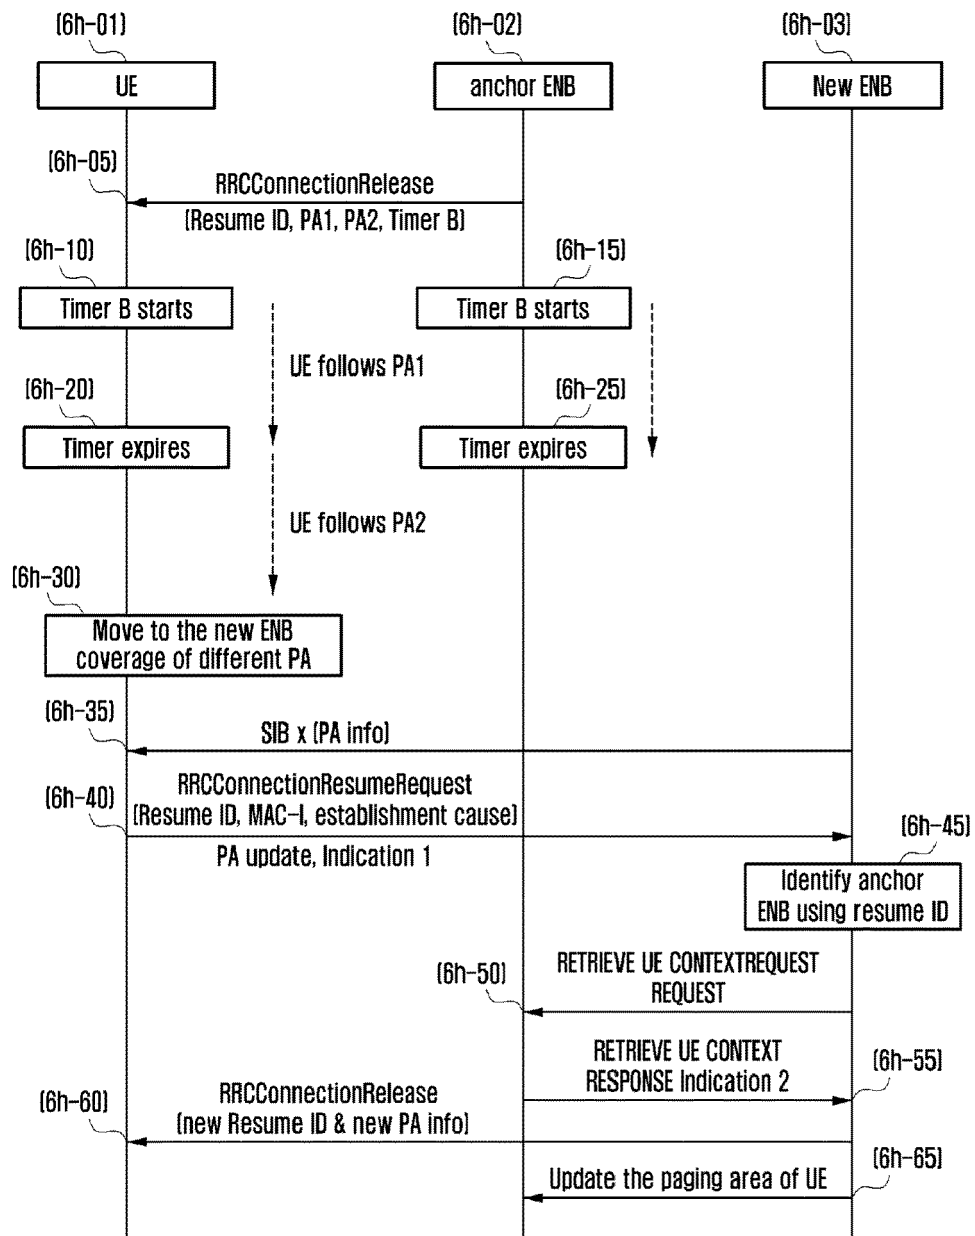 (6h-01)
(6h-02)
(6h-03)
UE
anchor ENB
New ENB
(6h-05)
RRCConnectionRelease
(Resume ID, PA1, PA2, Timer B)
(6h-10)
(6h-15)
Timer B starts
Timer B starts
UE follows PA1
(6h-20)
(6h-25)
Timer expires
Timer expires
UE follows PA2
(6h-30)
Move to the new ENB
coverage of different PA
(6h-35)
SIB x (PA info)
RRCConnectionResumeRequest
(6h-40)
(Resume ID, MAC-I, establishment cause)
PA update, Indication 1
(6h-45)
Identify anchor
ENB using resume ID
(6h-50)
RETRIEVE UE CONTEXTREQUEST
REQUEST
RETRIEVE UE CONTEXT
RESPONSE Indication 2
(6h-55)
(6h-60)
RRCConnectionRelease
(new Resume ID & new PA info)
Update the paging area of UE
(6h-65)